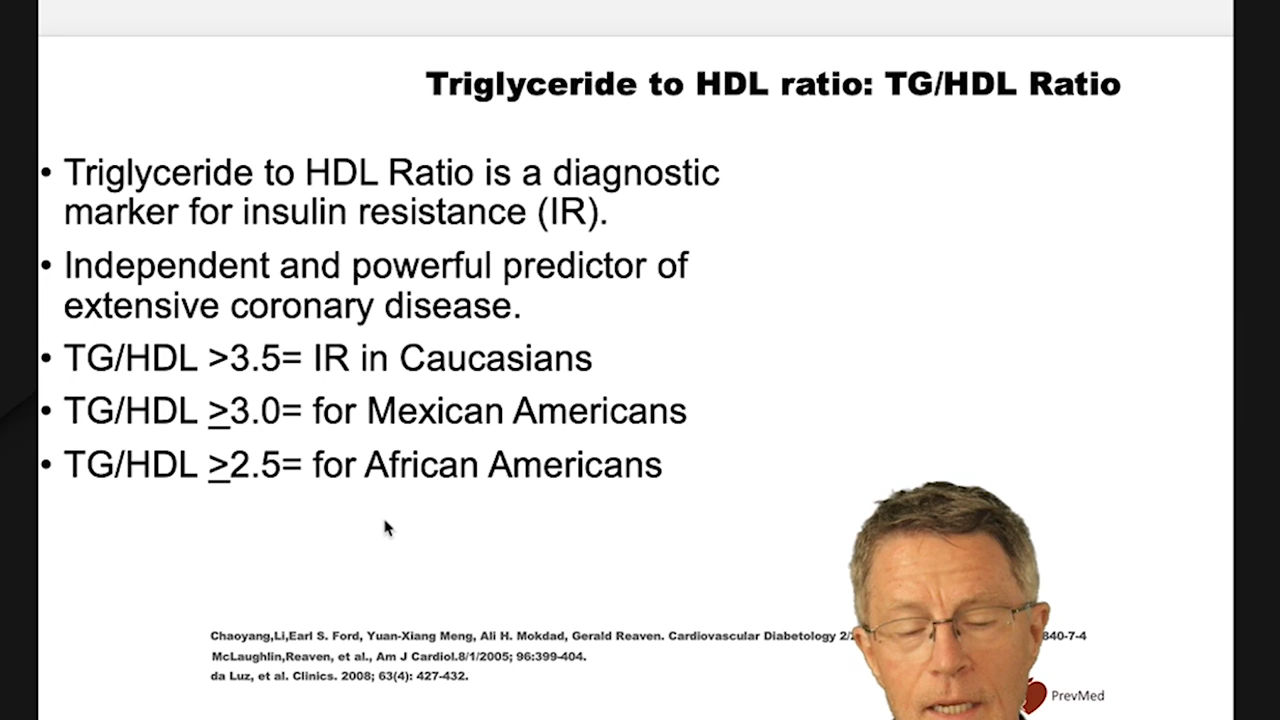 Triglyceride to HDL ratio: TG/HDL Ratio
• Triglyceride to HDL Ratio is a diagnostic
marker for insulin resistance (IR).
• Independent and powerful predictor of
extensive coronary disease.
• TG/HDL >3.5= IR in Caucasians
• TG/HDL >3.0= for Mexican Americans
• TG/HDL >2.5= for African Americans
Chaoyang,Li,Earl S. Ford, Yuan-Xiang Meng, Ali H. Mokdad, Gerald Reaven. Cardiovascular Diabetology 2/ 840-7-4
McLaughlin,Reaven, et al., Am J Cardiol.8/1/2005; 96:399-404.
da Luz, et al. Clinics. 2008; 63(4): 427-432.
PrevMed